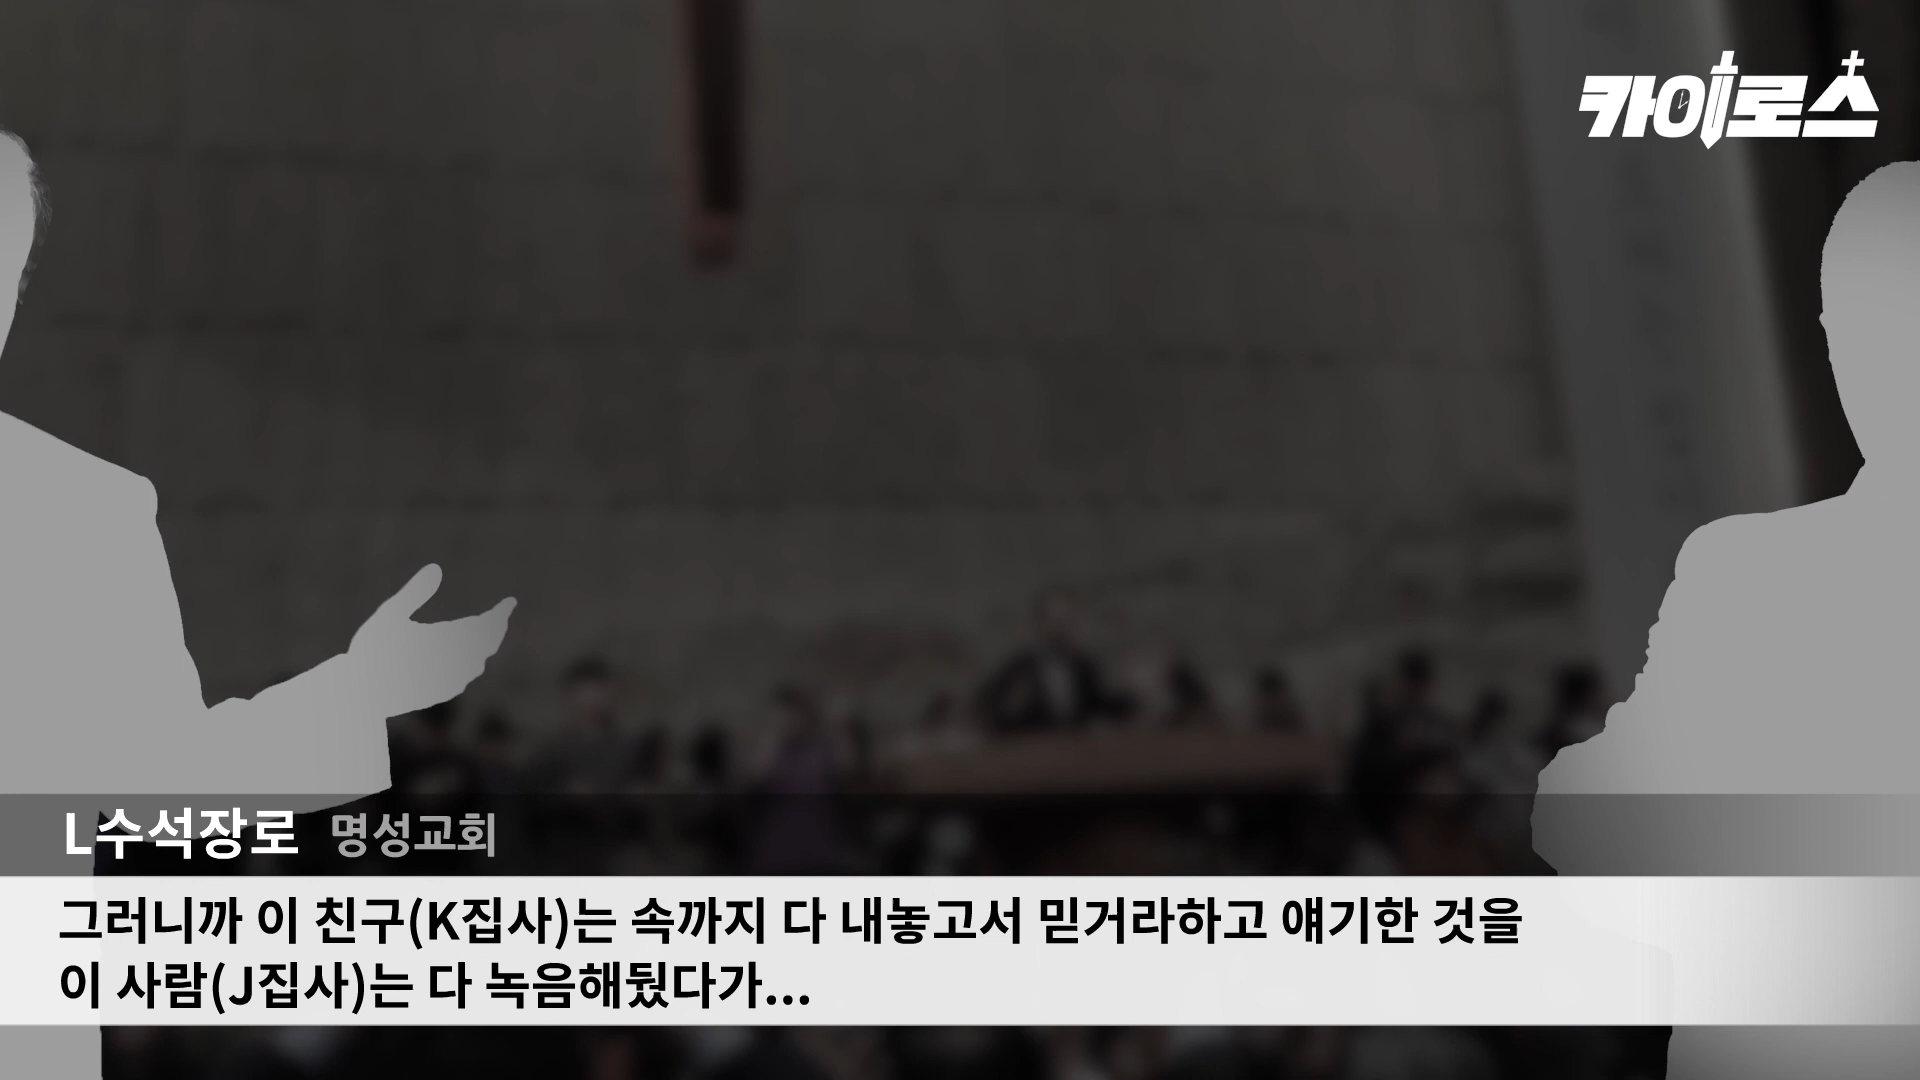 카이로스
L수석장로 명성교회
그러니까 이 친구(K집사)는 속까지 다 내놓고서 믿거라하고 얘기한 것을
이 사람(J집사)는 다 녹음해뒀다가...